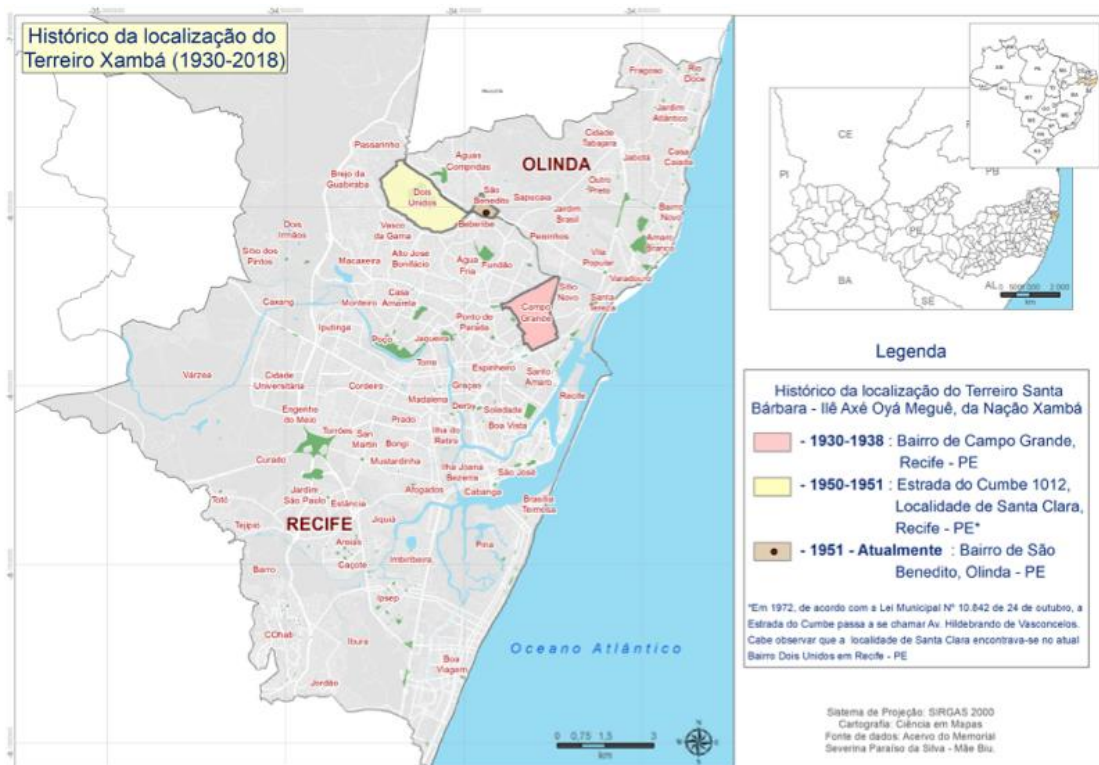 Histórico da localização do
Terreiro Xambá (1930-2018)
Fragoso
Rio
Doce
Jardim
Atlântico
Passarinho
Cidade
Tabajara
Águas
Compridas
OLINDA
Jatobá
Casa
Caiada
Brejo da
Guabiraba
Dois
Unidos
São
Benedito
Sapucaia
Ouro
Preto
Jardim
Brasil
Bairro
Novo
Dois
Irmãos
Vasco
da Gama
Beberibe
Peixinhos
Sítio dos
Pintos
Macaxeira
Alto José
Bonifácio
Água
Fria
Fundão
Vila
Popular
Amaro
Branco
Varadouro
Caxang
Monteiro
Casa
Amarela
Sítio
Novo
Santa
Tereza
Campo
Grande
Iputinga
Ponto de
Parada
Poço
Jaqueira
Várzea
Cidade
Universitária
Torre
Espinheiro
Santo
Amaro
Cordeiro
Graças
Recife
Madalena
Derby
Soledade
Engenho
do Meio
Boa Vista
Torrões
San
Martin
Prado
Bongi
Ilha do
Retiro
Curado
Mustardinha
Ilha Joana
Bezerra
São José
Jardim
São Paulo
Estância
Afogados
Cabanga
Brasília
Teimosa
Totó
RECIFE
Jiquiá
Tejipió
Areias
Caçote
Imbiribeira
Pina
Barro
Ipsep
COhab
Ibura
Boa
Viagem
Jordão
Oceano Atlântico
0 0,75 1,5 3
km
CE
PI
PB
PE
BA
SE
AL
km
Legenda
Histórico da localização do Terreiro Santa
Bárbara - Ilê Axé Oyá Meguê, da Nação Xambá
- 1930-1938 : Bairro de Campo Grande,
Recife - PE
- 1950-1951 : Estrada do Cumbe 1012,
Localidade de Santa Clara,
Recife - PE*
- 1951 - Atualmente : Bairro de São
Benedito, Olinda - PE
*Em 1972, de acordo com a Lei Municipal N° 10.842 de 24 de outubro, a
Estrada do Cumbe passa a se chamar Av. Hildebrando de Vasconcelos.
Cabe observar que a localidade de Santa Clara encontrava-se no atual
Bairro Dois Unidos em Recife - PE
Sistema de Projeção: SIRGAS 2000
Cartografia: Ciência em Mapas
Fonte de dados: Acervo do Memorial
Severina Paraíso da Silva - Mãe Biu.